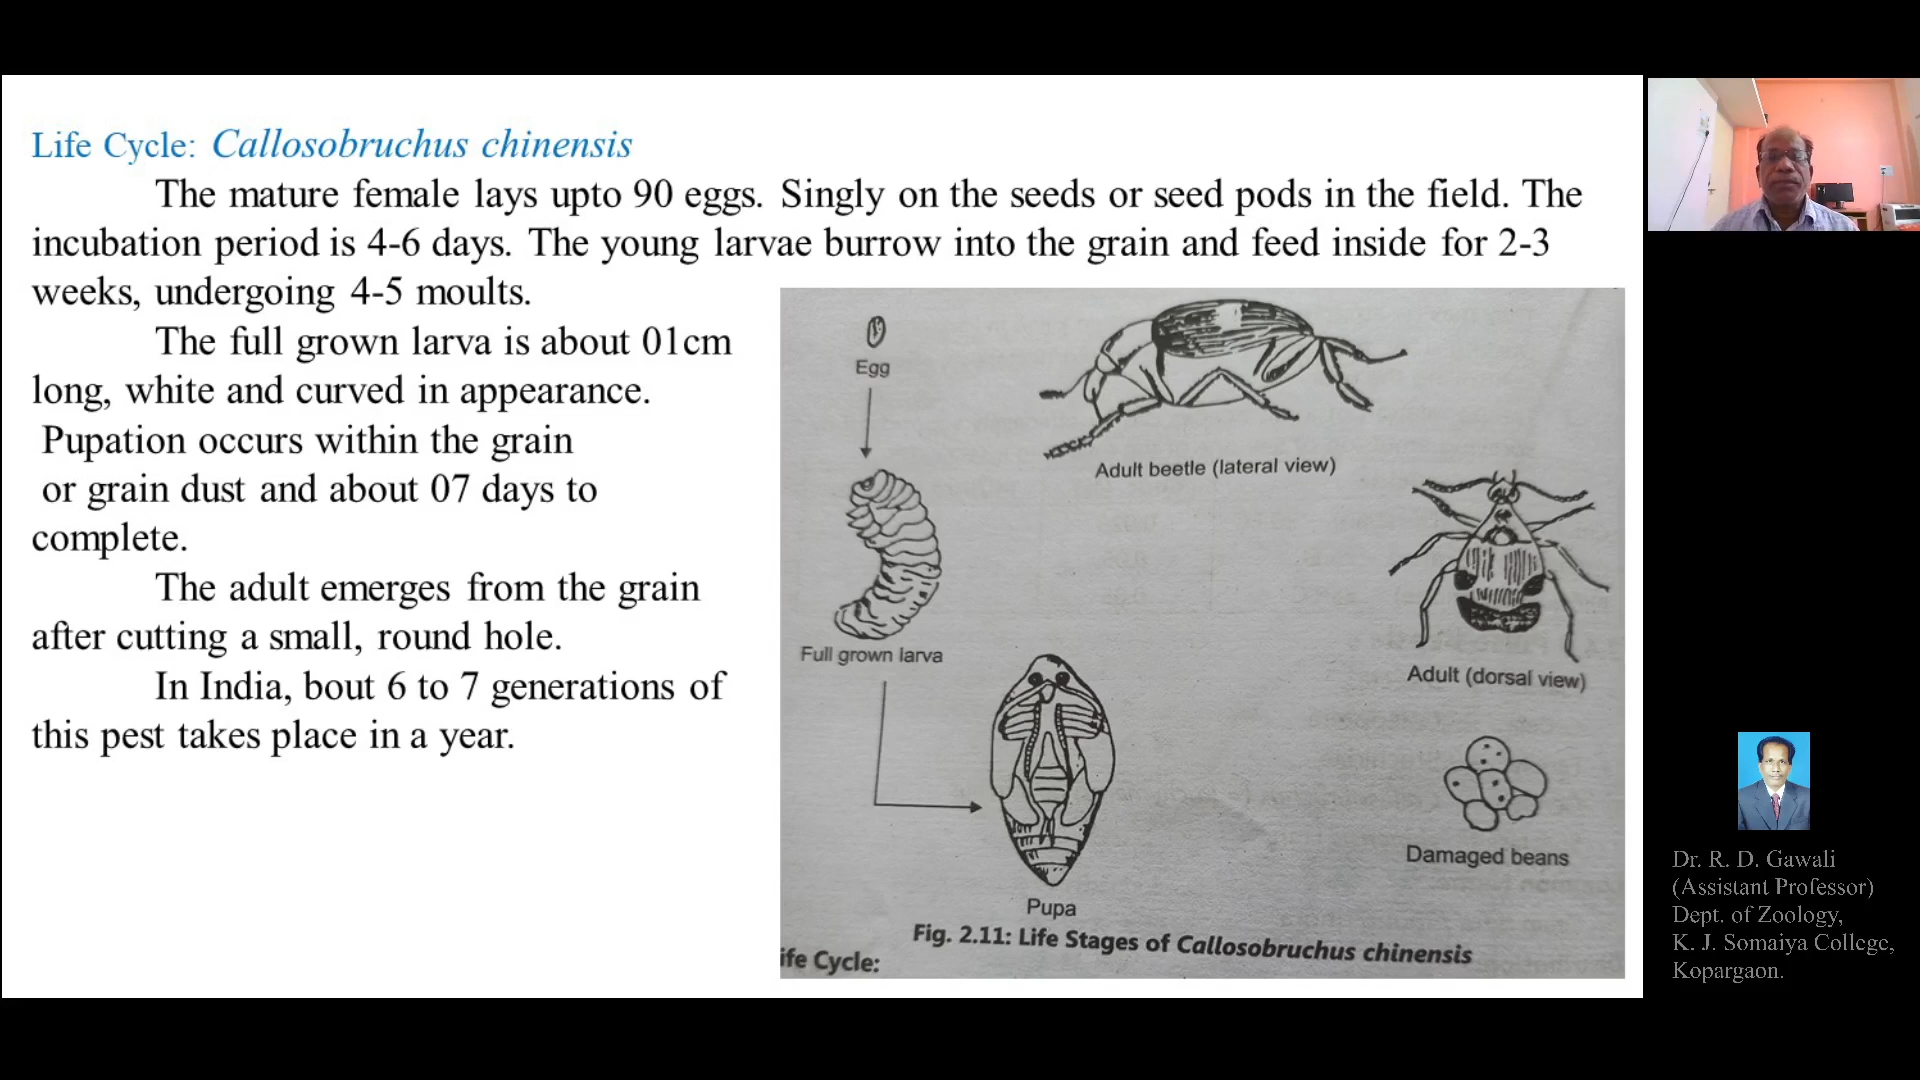 Life Cycle: Callosobruchus chinensis
The mature female lays upto 90 eggs. Singly on the seeds or seed pods in the field. The
incubation period is 4-6 days. The young larvae burrow into the grain and feed inside for 2-3
weeks, undergoing 4-5 moults.
The full grown larva is about 01cm
long, white and curved in appearance.
Pupation occurs within the grain
or grain dust and about 07 days to
complete.
The adult emerges from the grain
after cutting a small, round hole.
In India, bout 6 to 7 generations of
this pest takes place in a year.
Egg
Adult beetle (lateral view)
Full grown larva
Adult (dorsal view)
Damaged beans
Pupa
Fig. 2.11: Life Stages of Callosobruchus chinensis
ife Cycle:
Dr. R. D. Gawali
(Assistant Professor)
Dept. of Zoology,
K. J. Somaiya College,
Kopargaon.